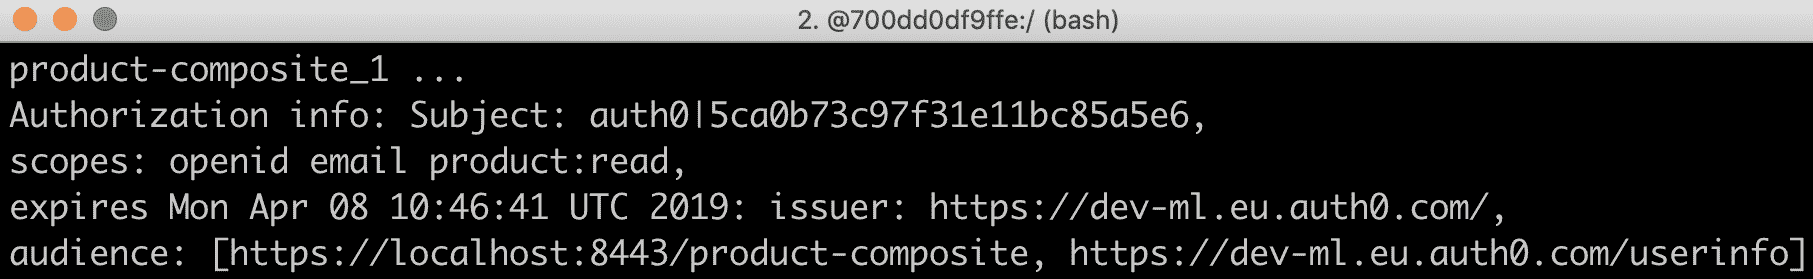 2. @700dd0df9ffe:/ (bash)
product-composite_1 ...
Authorization info: Subject: auth0|5ca0b73c97f31e11bc85a5e6,
scopes: openid email product:read,
expires Mon Apr 08 10:46:41 UTC 2019: issuer: https://dev-ml.eu.auth0.com/,
audience: [https://localhost:8443/product-composite, https://dev-ml.eu.auth0.com/userinfo]